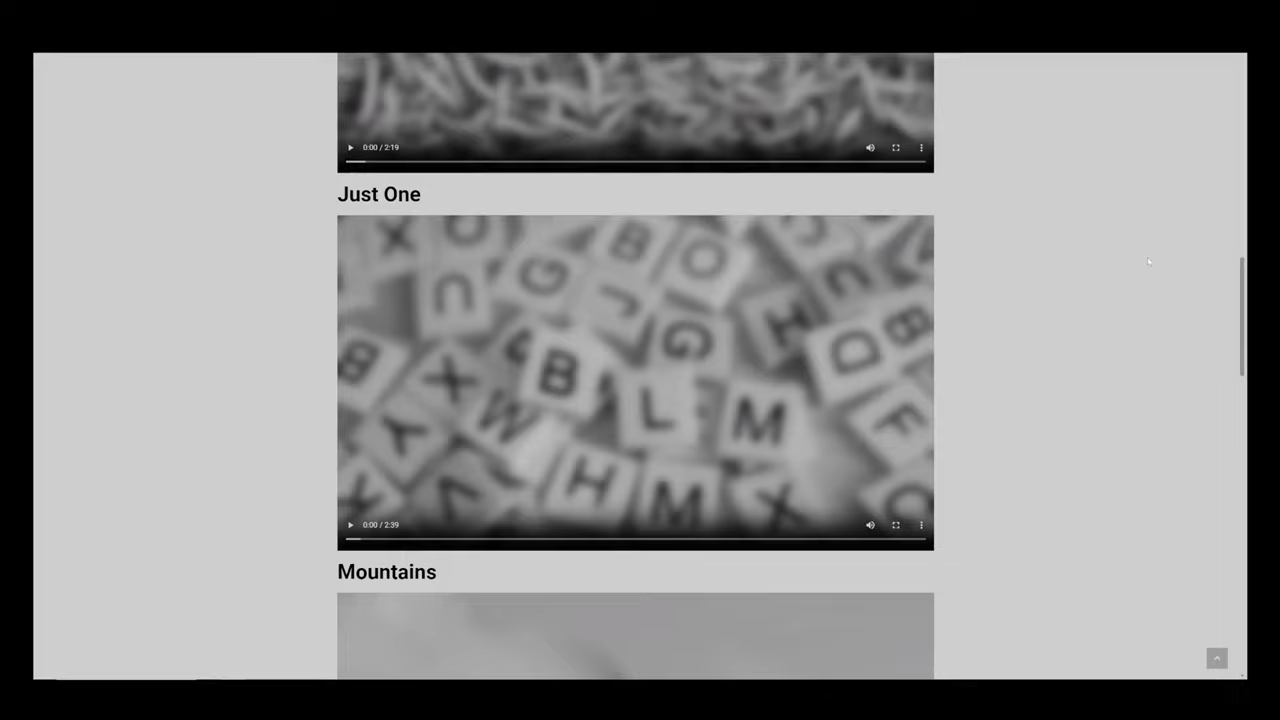 0:00 / 2:19
Just One
X O B O
U G J G H U B
B X B D
Y W L M F
H M X
0:00 / 2:39
Mountains